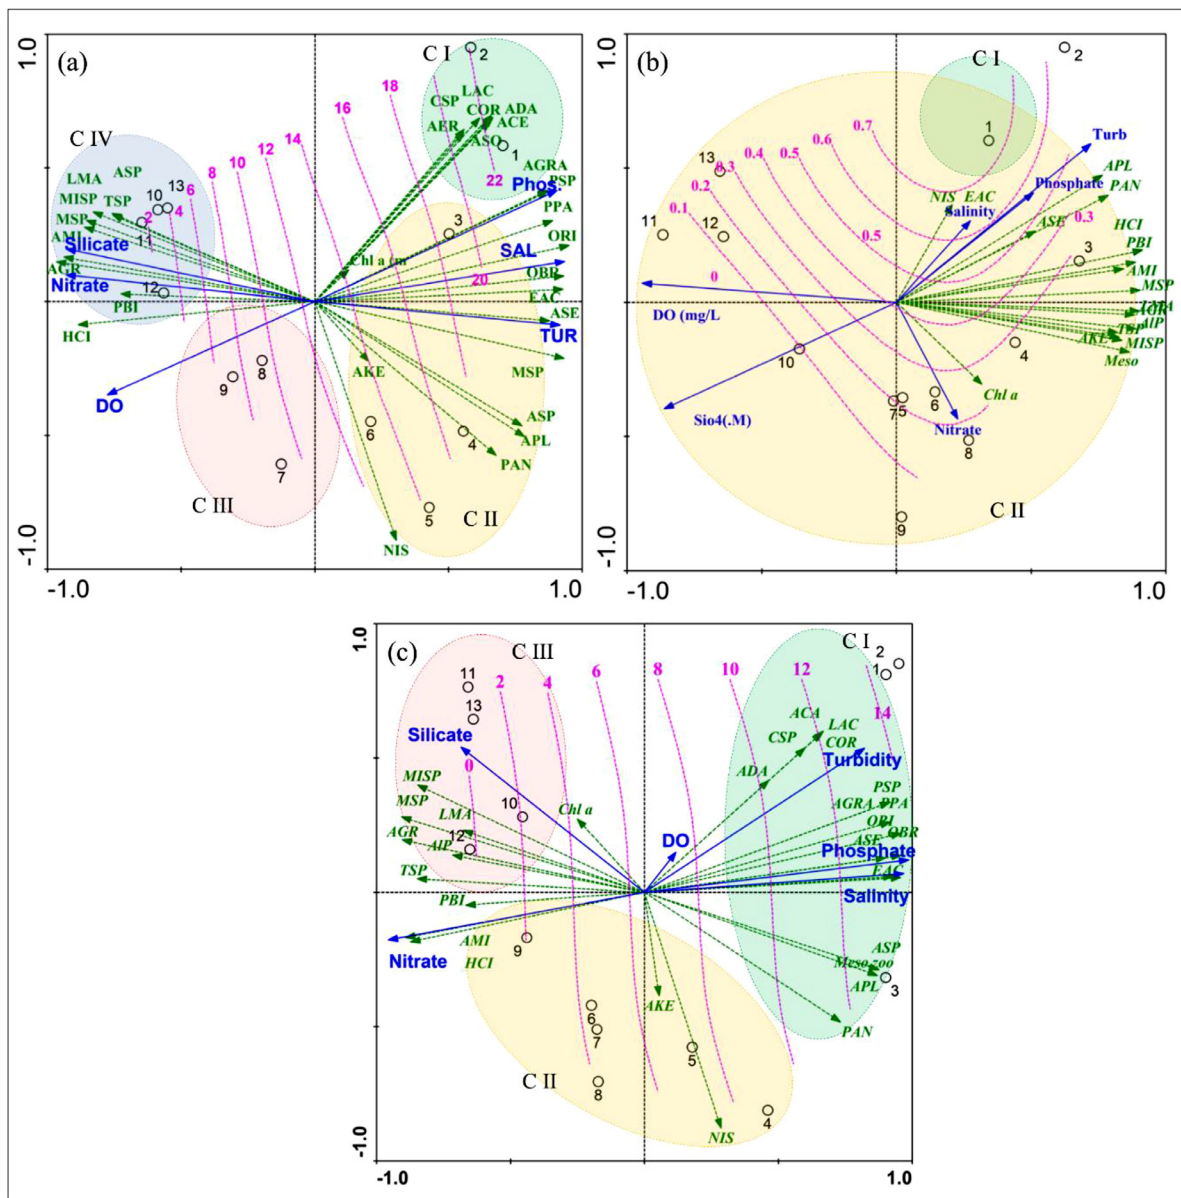 1.0
(a)
C I
2
18
LAC
CSP
COR
ADA
16
AER
ACE
ASO
1
14
C IV
12
10
AGRA
LMA
ASP
8
22
Phos.
PSP
MISP
TSP
10
13
6
PPA
MSP
2
4
3
AMI
11
ORI
Silicate
SAL
Chl a (m
AGR
OBR
20
Nitrate
12
EAC
PBI
ASE
HCI
TUR
8
AKE
MSP
9
DO
ASP
6
4
APL
PAN
C III
7
5
C II
NIS
-1.0
-1.0
1.0
(b)
C I
2
0.7
1
Turb
0.6
13
0.5
0.4
APL
0.3
Phosphate
PAN
0.2
NIS
EAC
0.3
11
12
0.1
Salinity
ASE
HCI
0.5
3
PBI
0
AMI
MSP
DO (mg/L
LMA
AIP
TSP
AKE
MISP
4
Meso
10
Chl a
7
5
6
Sio4(.M)
Nitrate
8
C II
9
-1.0
1.0
1.0
(c)
C III
C I
2
11
2
4
6
8
10
12
1
13
ACA
LAC
14
Silicate
CSP
COR
0
Turbidity
MISP
ADA
PSP
MSP
10
Chl a
AGRA
PPA
LMA
OBI
AGR
12
AIP
DO
ASE
OBR
Phosphate
TSP
EAC
PBI
Salinity
AMI
9
ASP
Nitrate
HCI
Meso zoo
APL
3
AKE
6
PAN
7
5
C II
8
4
NIS
-1.0
-1.0
1.0